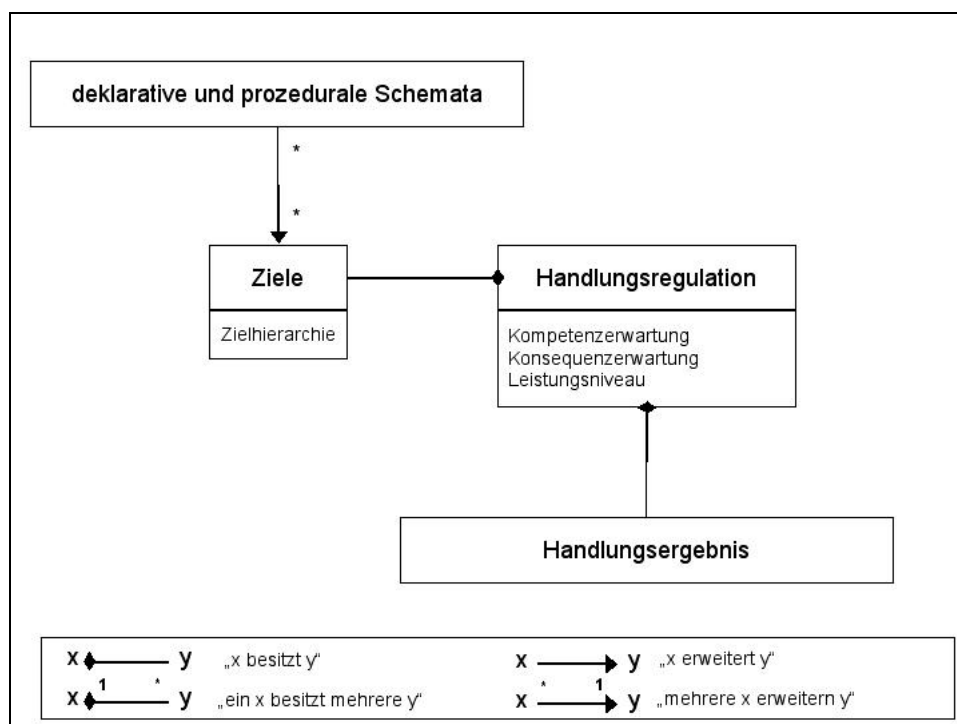 deklarative und prozedurale Schemata
*
*
Ziele
Zielhierarchie
Handlungsregulation
Kompetenzerwartung
Konsequenzerwartung
Leistungsniveau
Handlungsergebnis
x y „x besitzt y“
x y „x erweitert y“
1 *
x y „ein x besitzt mehrere y“
* 1
x y „mehrere x erweitern y“